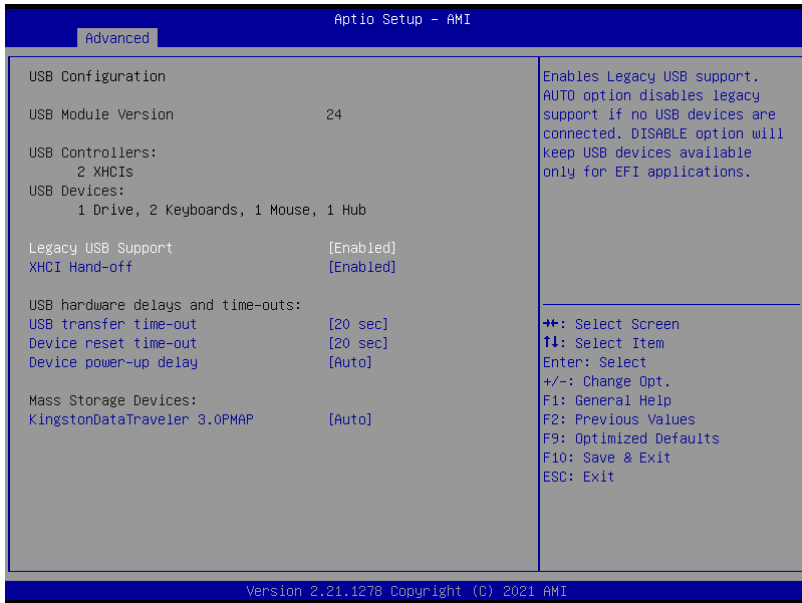 Aptio Setup – AMI
Advanced
USB Configuration
USB Module Version 24
USB Controllers:
2 XHCIs
USB Devices:
1 Drive, 2 Keyboards, 1 Mouse, 1 Hub
Legacy USB Support [Enabled]
XHCI Hand-off [Enabled]
USB hardware delays and time-outs:
USB transfer time-out [20 sec]
Device reset time-out [20 sec]
Device power-up delay [Auto]
Mass Storage Devices:
KingstonDataTraveler 3.0PMAP [Auto]
Enables Legacy USB support.
AUTO option disables legacy
support if no USB devices are
connected. DISABLE option will
keep USB devices available
only for EFI applications.
→←: Select Screen
↑↓: Select Item
Enter: Select
+/-: Change Opt.
F1: General Help
F2: Previous Values
F9: Optimized Defaults
F10: Save & Exit
ESC: Exit
Version 2.21.1278 Copyright (C) 2021 AMI